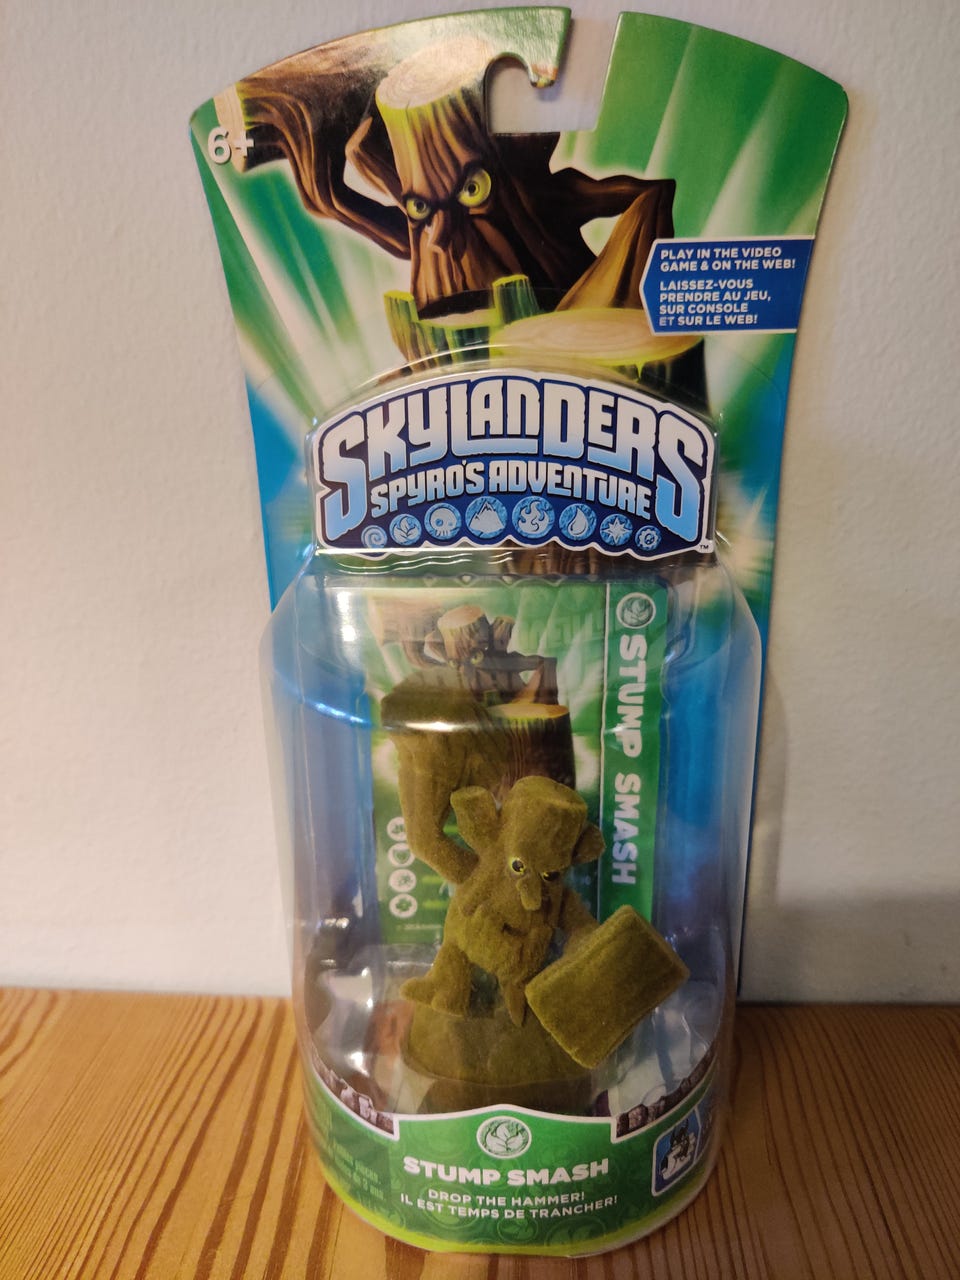 6+
PLAY IN THE VIDEO
GAME & ON THE WEB!
LAISSEZ-VOUS
PRENDRE AU JEU,
SUR CONSOLE
ET SUR LE WEB!
SKYLANDERS
SPYRO'S ADVENTURE
TM
STUMP SMASH
STUMP SMASH
DROP THE HAMMER!
IL EST TEMPS DE TRANCHER!